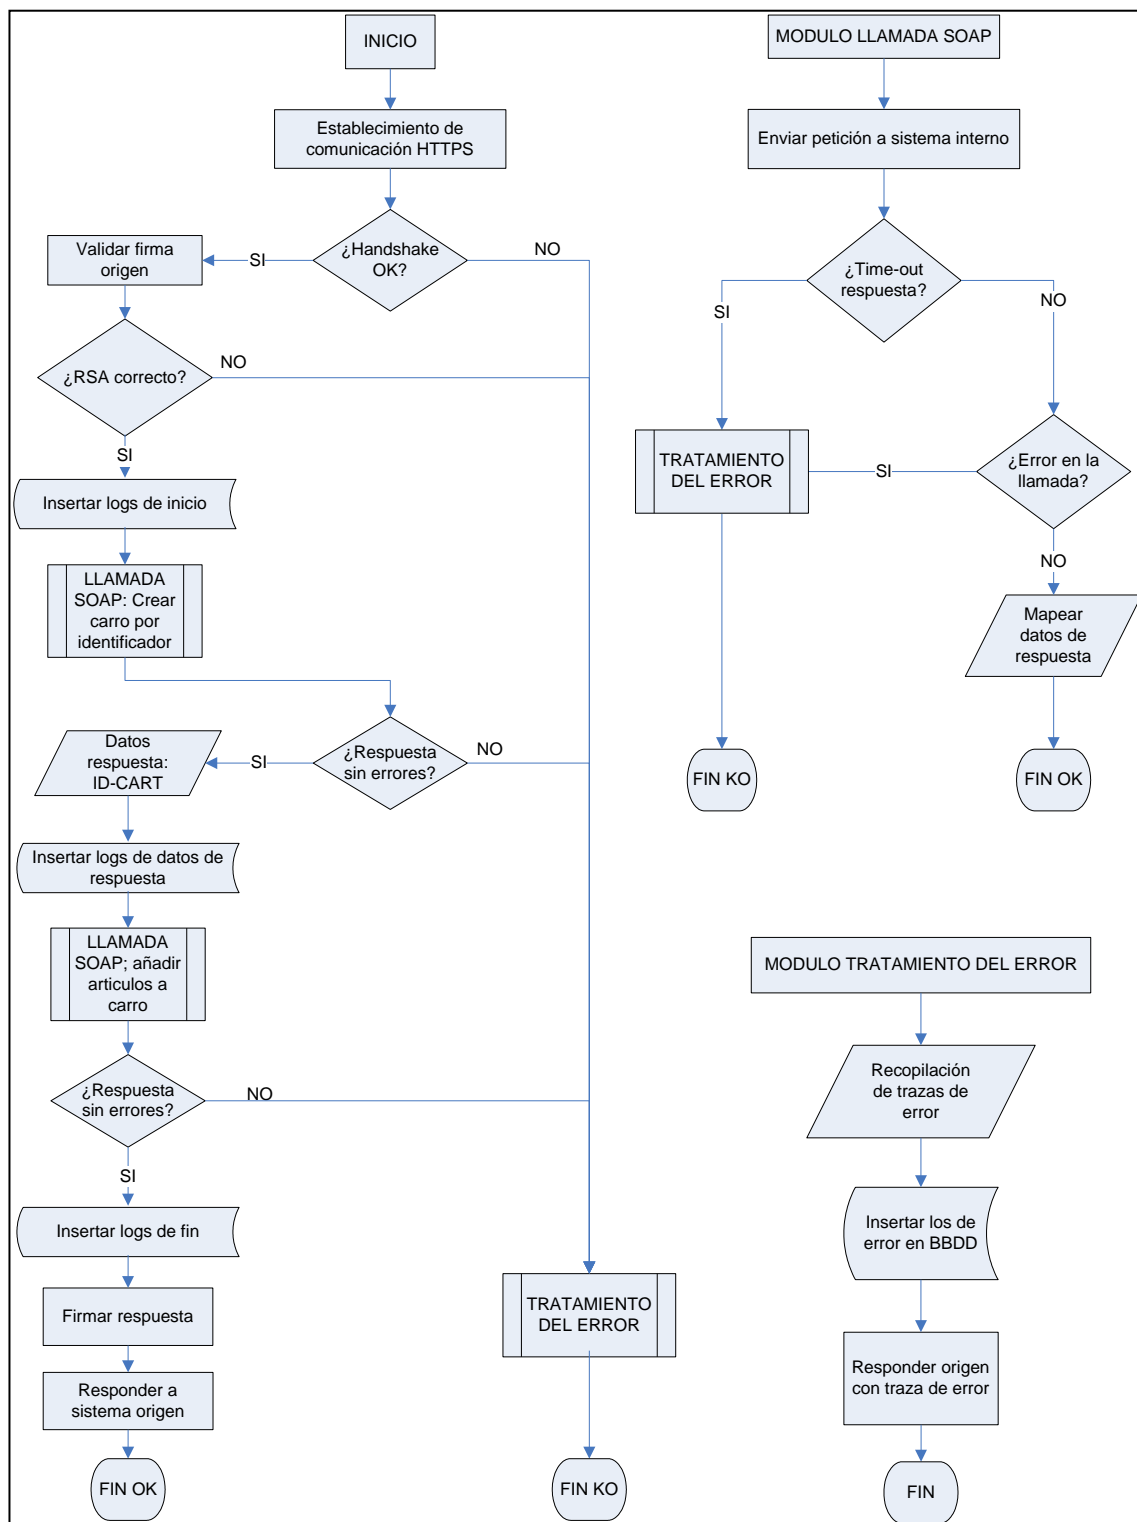 INICIO
Establecimiento de
comunicación HTTPS
¿Handshake
OK?
SI
NO
Validar firma
origen
¿RSA correcto?
NO
SI
Insertar logs de inicio
LLAMADA
SOAP: Crear
carro por
identificador
¿Respuesta
sin errores?
SI
NO
Datos
respuesta:
ID-CART
Insertar logs de datos de
respuesta
LLAMADA
SOAP; añadir
articulos a
carro
¿Respuesta
sin errores?
NO
SI
Insertar logs de fin
Firmar respuesta
Responder a
sistema origen
FIN OK
TRATAMIENTO
DEL ERROR
FIN KO
MODULO LLAMADA SOAP
Enviar petición a sistema interno
¿Time-out
respuesta?
SI
NO
TRATAMIENTO
DEL ERROR
SI
¿Error en la
llamada?
NO
Mapear
datos de
respuesta
FIN KO
FIN OK
MODULO TRATAMIENTO DEL ERROR
Recopilación
de trazas de
error
Insertar los de
error en BBDD
Responder origen
con traza de error
FIN